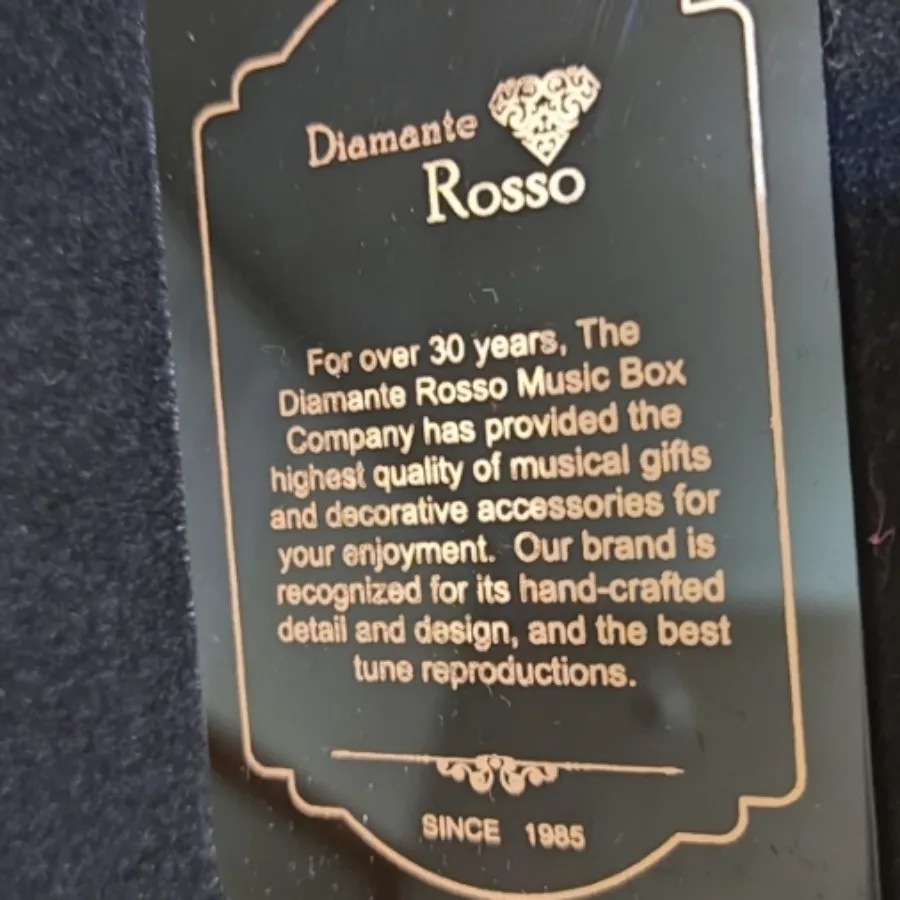 Diamante
Rosso
For over 30 years, The
Diamante Rosso Music Box
Company has provided the
highest quality of musical gifts
and decorative accessories for
your enjoyment. Our brand is
recognized for its hand-crafted
detail and design, and the best
tune reproductions.
SINCE 1985